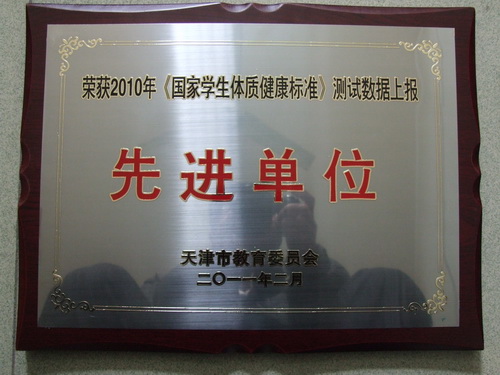 荣获2010年《国家学生体质健康标准》测试数据上报
先进单位
天津市教育委员会
二〇一一年二月